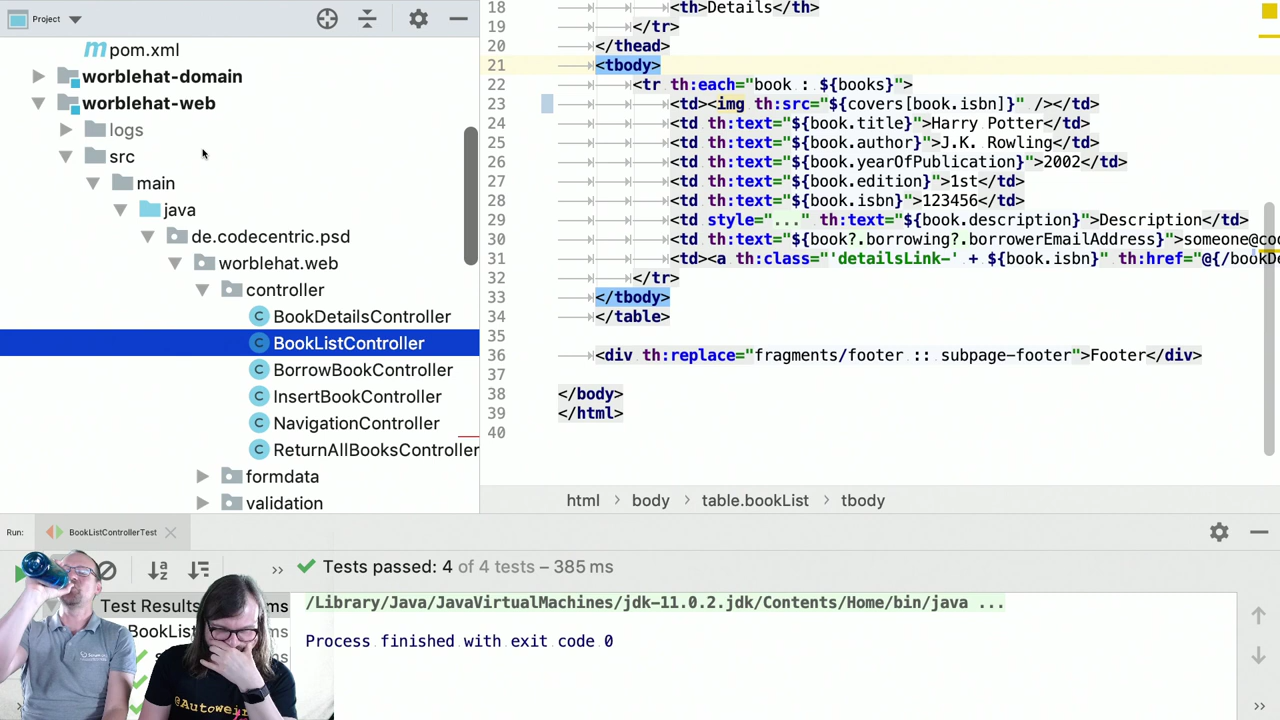 Project
pom.xml
worblehat-domain
worblehat-web
logs
src
main
java
de.codecentric.psd
worblehat.web
controller
BookDetailsController
BookListController
BorrowBookController
InsertBookController
NavigationController
ReturnAllBooksController
formdata
validation
18 <th>Details</th>
19 </tr>
20 </thead>
21 <tbody>
22 <tr th:each="book : ${books}">
23 <td><img th:src="${covers[book.isbn]}" /></td>
24 <td th:text="${book.title}">Harry Potter</td>
25 <td th:text="${book.author}">J.K. Rowling</td>
26 <td th:text="${book.yearOfPublication}">2002</td>
27 <td th:text="${book.edition}">1st</td>
28 <td th:text="${book.isbn}">123456</td>
29 <td style="..." th:text="${book.description}">Description</td>
30 <td th:text="${book?.borrowing?.borrowerEmailAddress}">someone@co
31 <td><a th:class="'detailsLink-' + ${book.isbn}" th:href="@{/bookDe
32 </tr>
33 </tbody>
34 </table>
35
36 <div th:replace="fragments/footer :: subpage-footer">Footer</div>
37
38 </body>
39 </html>
40
html > body > table.bookList > tbody
Run: BookListControllerTest
Tests passed: 4 of 4 tests – 385 ms
Test Results ms
BookList ms
ms
/Library/Java/JavaVirtualMachines/jdk-11.0.2.jdk/Contents/Home/bin/java ...
Process finished with exit code 0